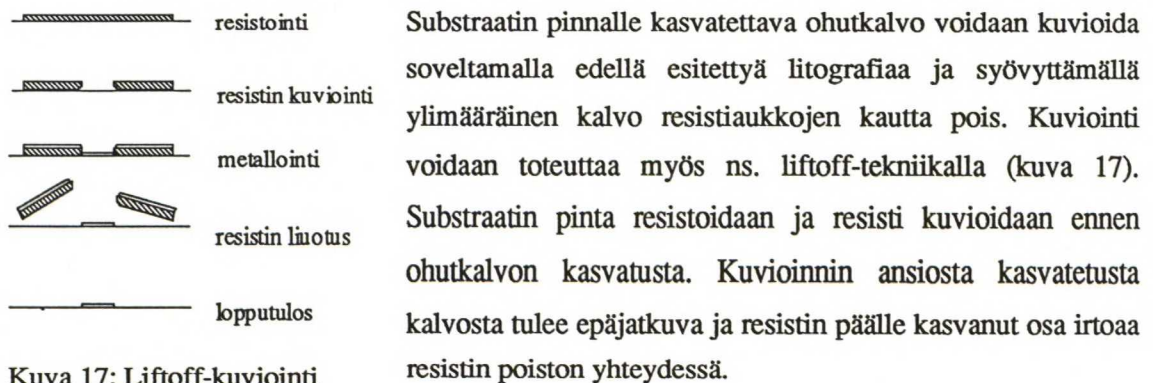 resistointi
resistin kuviointi
metallointi
resistin liuotus
lopputulos
Kuva 17: Liftoff-kuviointi
Substraatin pinnalle kasvatettava ohutkalvo voidaan kuvioida
soveltamalla edellä esitettyä litografiaa ja syövyttämällä
ylimääräinen kalvo resistiaukkojen kautta pois. Kuviointi
voidaan toteuttaa myös ns. liftoff-tekniikalla (kuva 17).
Substraatin pinta resistoidaan ja resisti kuvioidaan ennen
ohutkalvon kasvatusta. Kuvioinnin ansiosta kasvatetusta
kalvosta tulee epäjatkuva ja resistin päälle kasvanut osa irtoaa
resistin poiston yhteydessä.